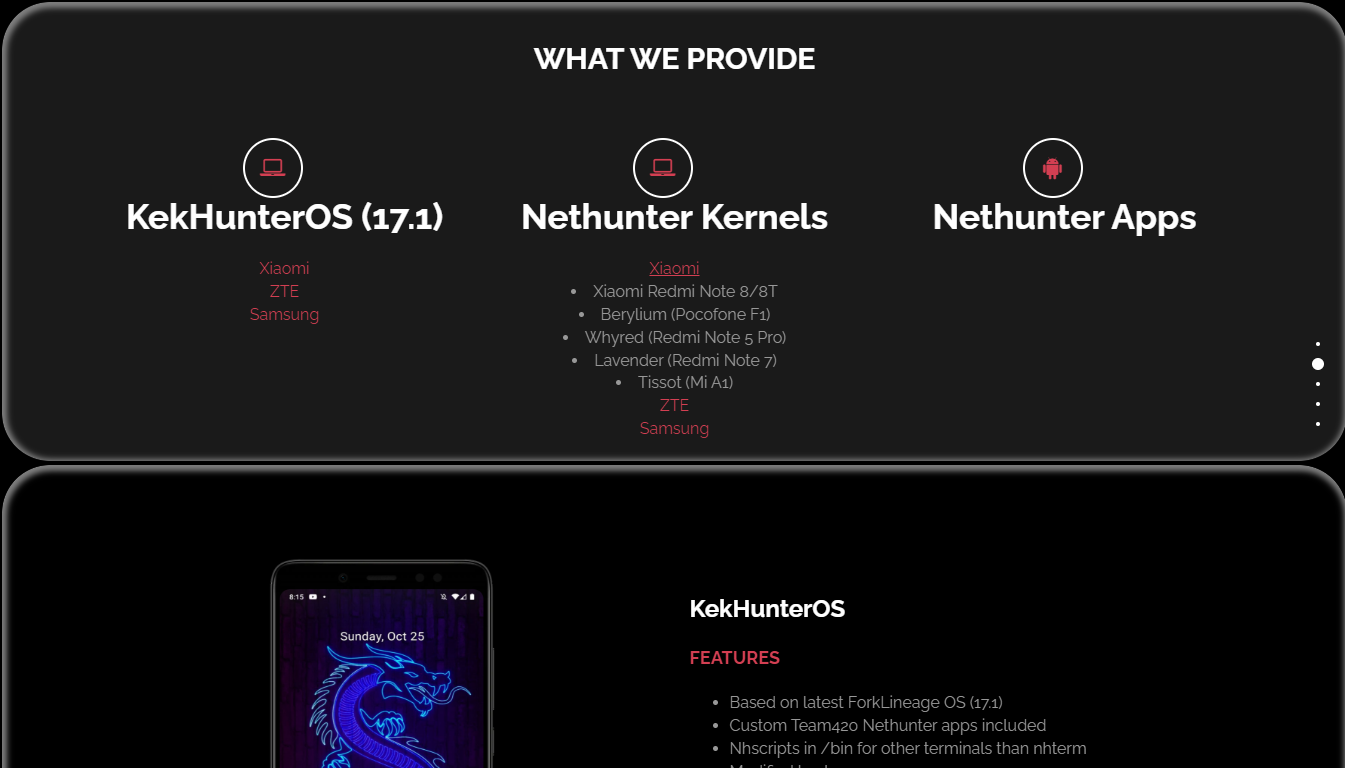 WHAT WE PROVIDE
KekHunterOS (17.1)
Xiaomi
ZTE
Samsung
Nethunter Kernels
Xiaomi
Xiaomi Redmi Note 8/8T
Berylium (Pocofone F1)
Whyred (Redmi Note 5 Pro)
Lavender (Redmi Note 7)
Tissot (Mi A1)
ZTE
Samsung
Nethunter Apps
8:15
Sunday, Oct 25
KekHunterOS
FEATURES
Based on latest ForkLineage OS (17.1)
Custom Team420 Nethunter apps included
Nhscripts in /bin for other terminals than nhterm